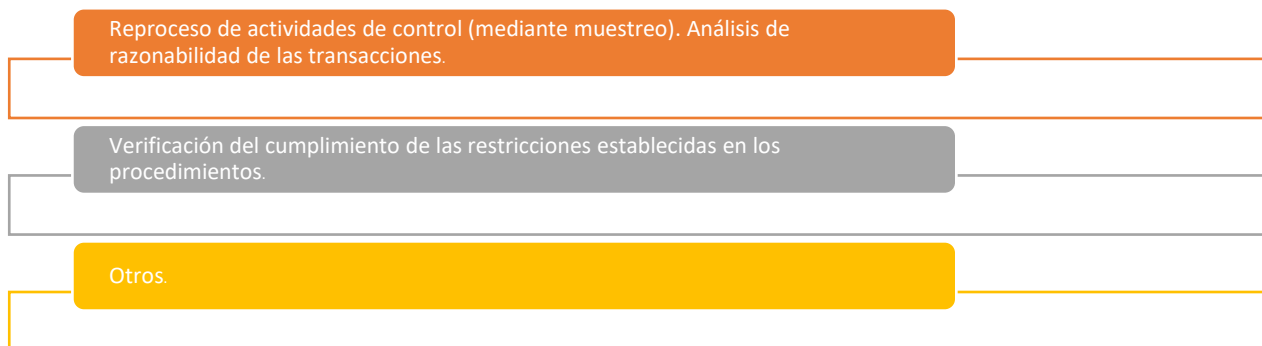 Reproceso de actividades de control (mediante muestreo). Análisis de
razonabilidad de las transacciones.
Verificación del cumplimiento de las restricciones establecidas en los
procedimientos.
Otros.